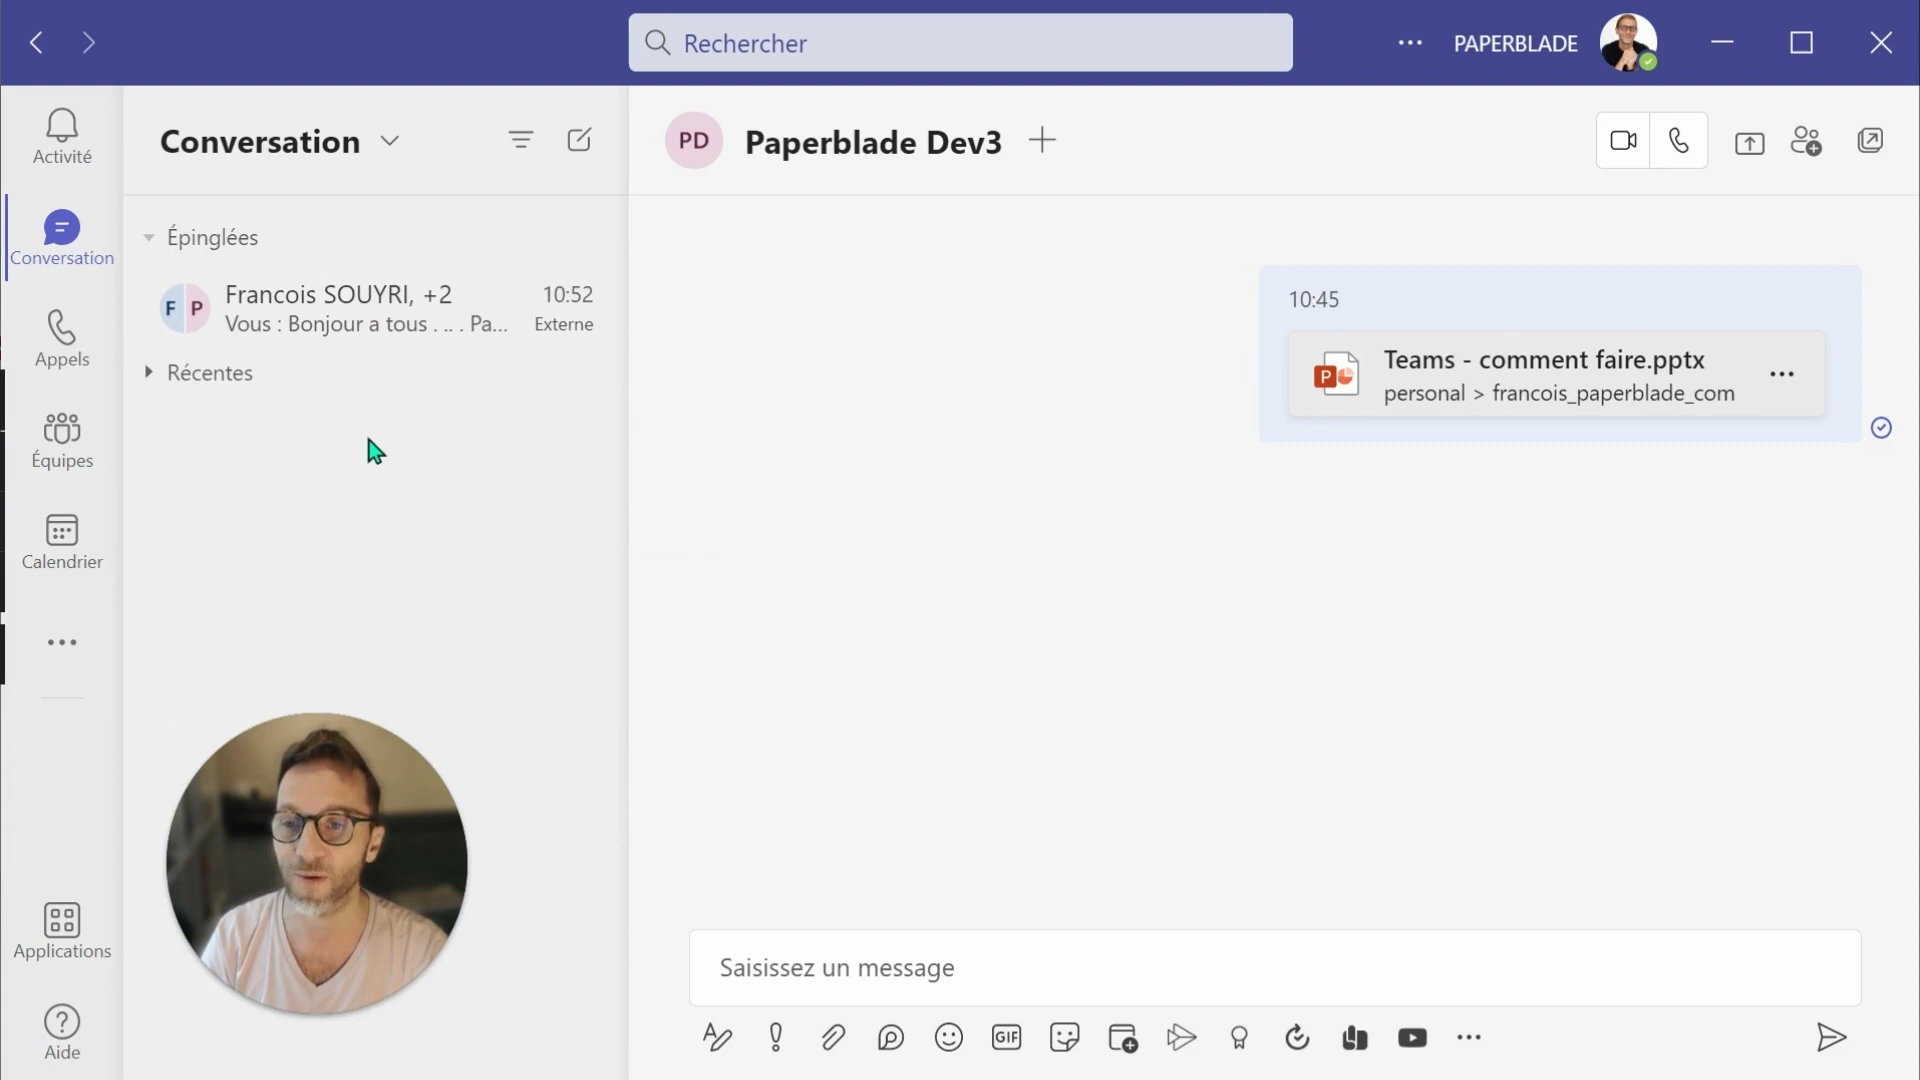 Rechercher
PAPERBLADE
Activité
Conversation
Appels
Équipes
Calendrier
Applications
Aide
Conversation
Épinglées
F P
Francois SOUYRI, +2
10:52
Vous : Bonjour a tous . .. . Pa...
Externe
Récentes
PD
Paperblade Dev3
10:45
P
Teams - comment faire.pptx
personal > francois_paperblade_com
Saisissez un message
GIF